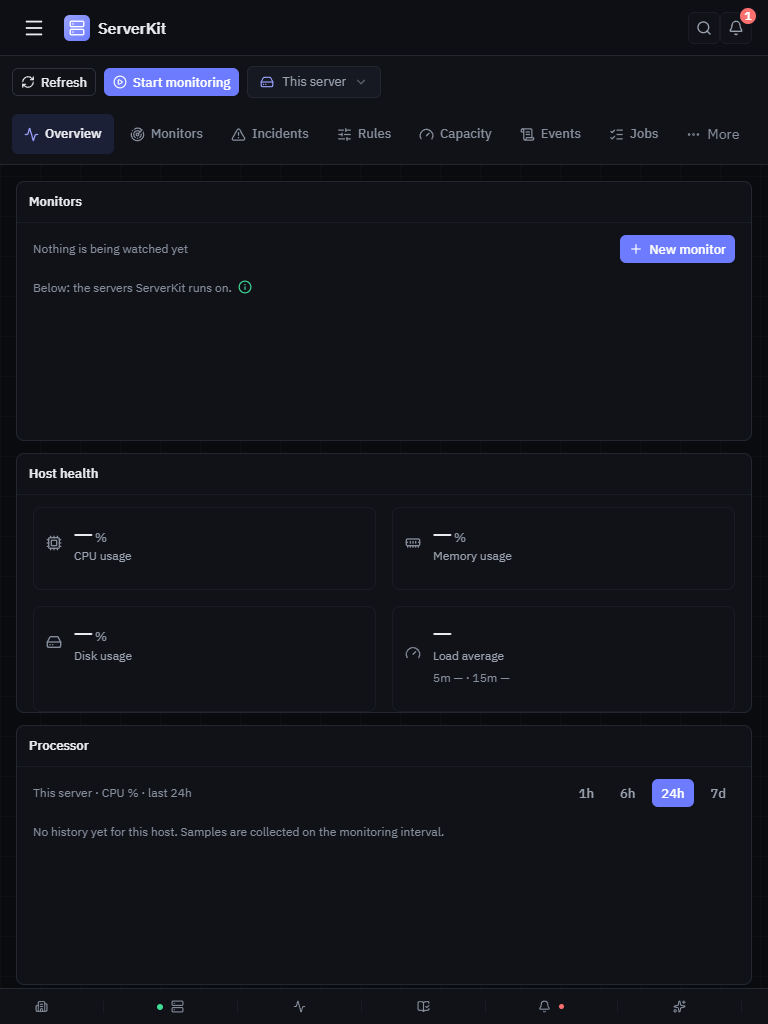 ServerKit
1
Refresh
Start monitoring
This server
Overview
Monitors
Incidents
Rules
Capacity
Events
Jobs
More
Monitors
Nothing is being watched yet
New monitor
Below: the servers ServerKit runs on.
Host health
—%
CPU usage
—%
Memory usage
—%
Disk usage
—
Load average
5m — · 15m —
Processor
This server · CPU % · last 24h
1h
6h
24h
7d
No history yet for this host. Samples are collected on the monitoring interval.